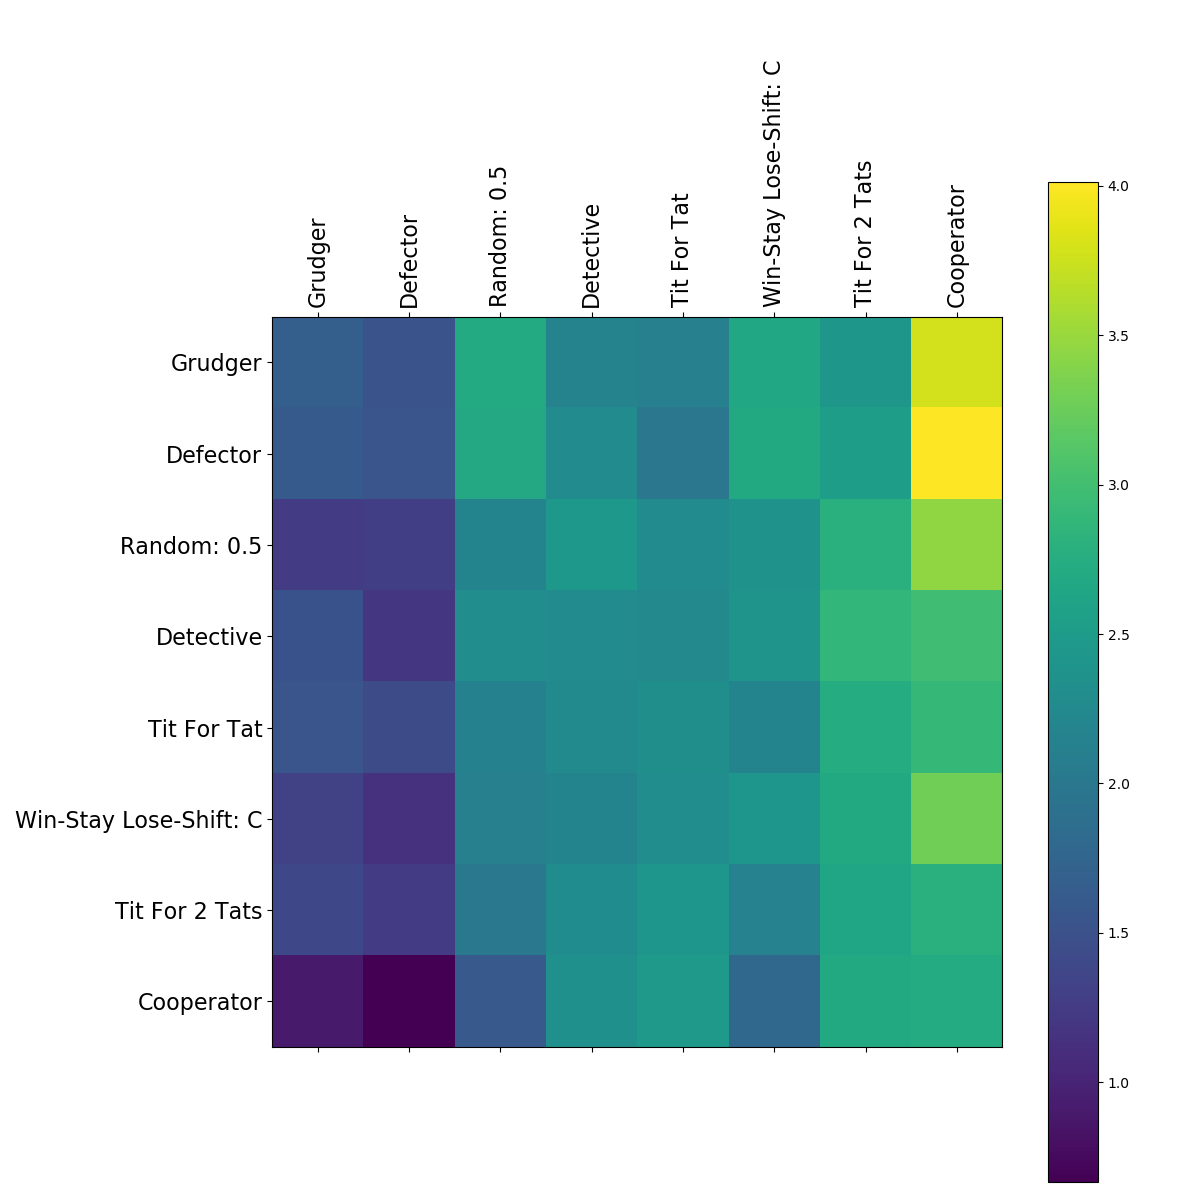 Grudger
Defector
Random: 0.5
Detective
Tit For Tat
Win-Stay Lose-Shift: C
Tit For 2 Tats
Cooperator
Grudger
Defector
Random: 0.5
Detective
Tit For Tat
Win-Stay Lose-Shift: C
Tit For 2 Tats
Cooperator
4.0
3.5
3.0
2.5
2.0
1.5
1.0